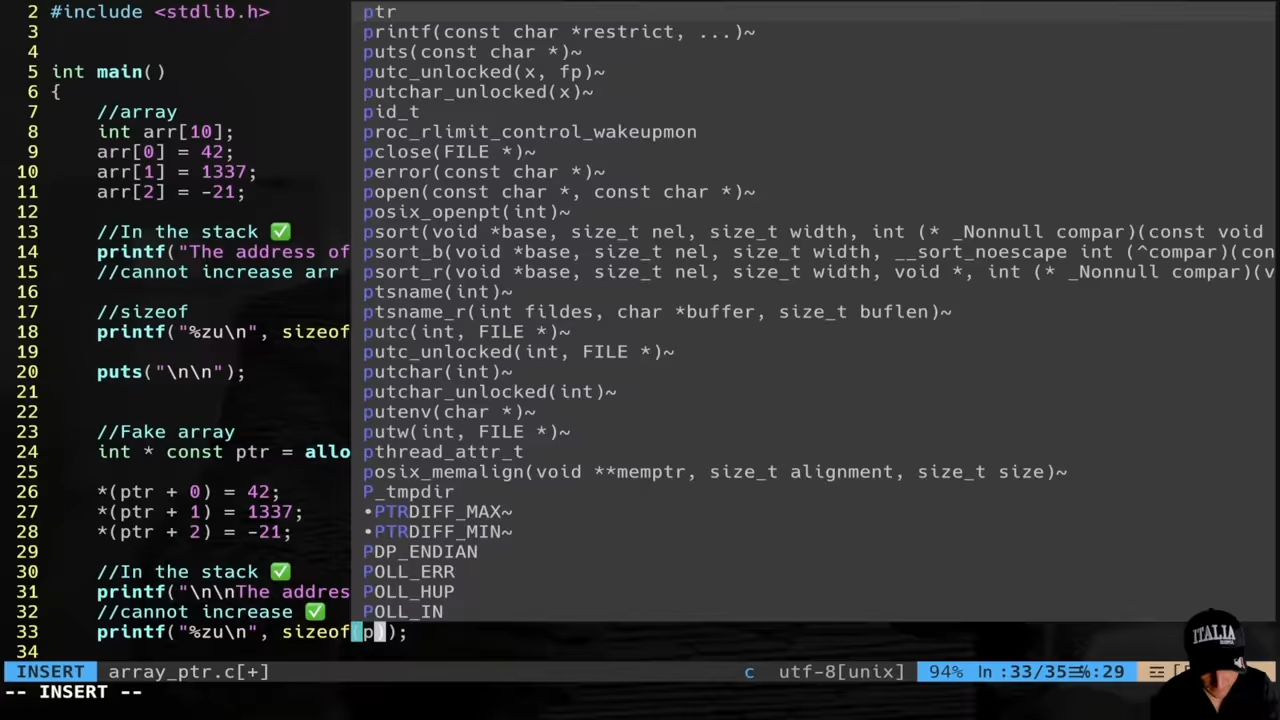 2 #include <stdlib.h>
3
4
5 int main()
6 {
7 //array
8 int arr[10];
9 arr[0] = 42;
10 arr[1] = 1337;
11 arr[2] = -21;
12
13 //In the stack ✅
14 printf("The address of
15 //cannot increase arr
16
17 //sizeof
18 printf("%zu\n", sizeof
19
20 puts("\n\n");
21
22
23 //Fake array
24 int * const ptr = allo
25
26 *(ptr + 0) = 42;
27 *(ptr + 1) = 1337;
28 *(ptr + 2) = -21;
29
30 //In the stack ✅
31 printf("\n\nThe addres
32 //cannot increase ✅
33 printf("%zu\n", sizeof(p));
34
ptr
printf(const char *restrict, ...)~
puts(const char *)~
putc_unlocked(x, fp)~
putchar_unlocked(x)~
pid_t
proc_rlimit_control_wakeupmon
pclose(FILE *)~
perror(const char *)~
popen(const char *, const char *)~
posix_openpt(int)~
psort(void *base, size_t nel, size_t width, int (* _Nonnull compar)(const void
psort_b(void *base, size_t nel, size_t width, __sort_noescape int (^compar)(con
psort_r(void *base, size_t nel, size_t width, void *, int (* _Nonnull compar)(v
ptsname(int)~
ptsname_r(int fildes, char *buffer, size_t buflen)~
putc(int, FILE *)~
putc_unlocked(int, FILE *)~
putchar(int)~
putchar_unlocked(int)~
putenv(char *)~
putw(int, FILE *)~
pthread_attr_t
posix_memalign(void **memptr, size_t alignment, size_t size)~
P_tmpdir
•PTRDIFF_MAX~
•PTRDIFF_MIN~
PDP_ENDIAN
POLL_ERR
POLL_HUP
POLL_IN
INSERT array_ptr.c[+] c utf-8[unix] 94% ln :33/35☰%:29
-- INSERT --
ITALIA